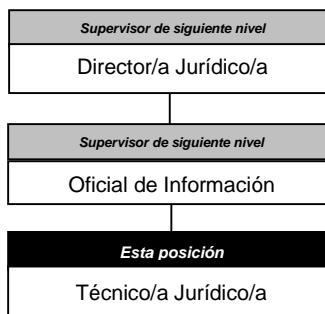 Supervisor de siguiente nivel
Director/a Jurídico/a
Supervisor de siguiente nivel
Oficial de Información
Esta posición
Técnico/a Jurídico/a